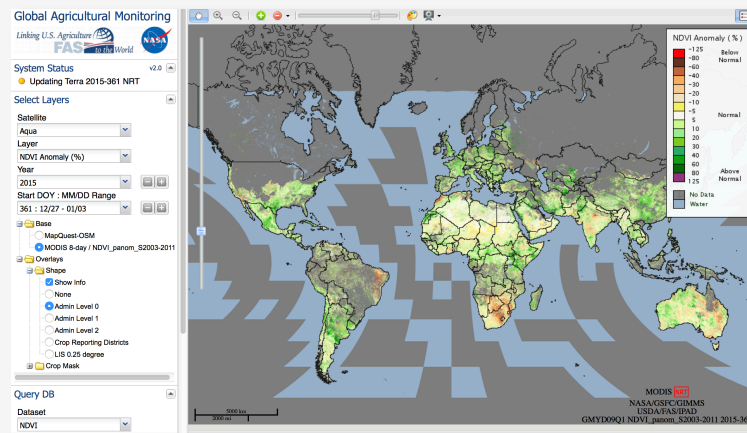 Global Agricultural Monitoring
Linking U.S. Agriculture
FAS
to the World
NASA
System Status
v2.0
Updating Terra 2015-361 NRT
Select Layers
Satellite
Aqua
Layer
NDVI Anomaly (%)
Year
2015
Start DOY : MM/DD Range
361 : 12/27 - 01/03
Base
MapQuest-OSM
MODIS 8-day / NDVI_panom_S2003-2011
Overlays
Shape
Show Info
None
Admin Level 0
Admin Level 1
Admin Level 2
Crop Reporting Districts
LIS 0.25 degree
Crop Mask
Query DB
Dataset
NDVI
5000 km
2000 mi
NDVI Anomaly ( % )
-125
-80
-60
-40
-30
-20
-10
-5
5
10
20
30
40
60
80
125
Below
Normal
Normal
Above
Normal
No Data
Water
MODIS NRT
NASA/GSFC/GIMMS
USDA/FAS/IPAD
GMYD09Q1 NDVI_panom_S2003-2011 2015-36